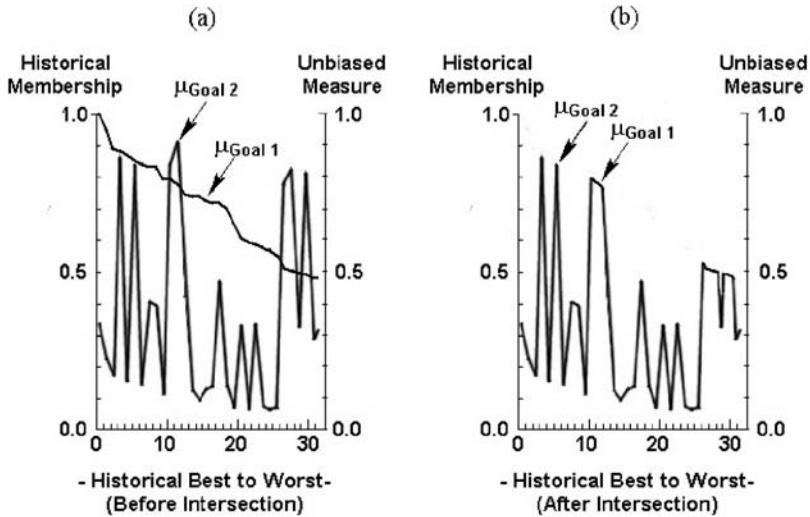 (a)
Historical
Membership
Unbiased
Measure
μGoal 2
μGoal 1
1.0
0.5
0.0
1.0
0.5
0.0
0
10
20
30
- Historical Best to Worst-
(Before Intersection)
(b)
Historical
Membership
Unbiased
Measure
μGoal 2
μGoal 1
1.0
0.5
0.0
1.0
0.5
0.0
0
10
20
30
- Historical Best to Worst-
(After Intersection)